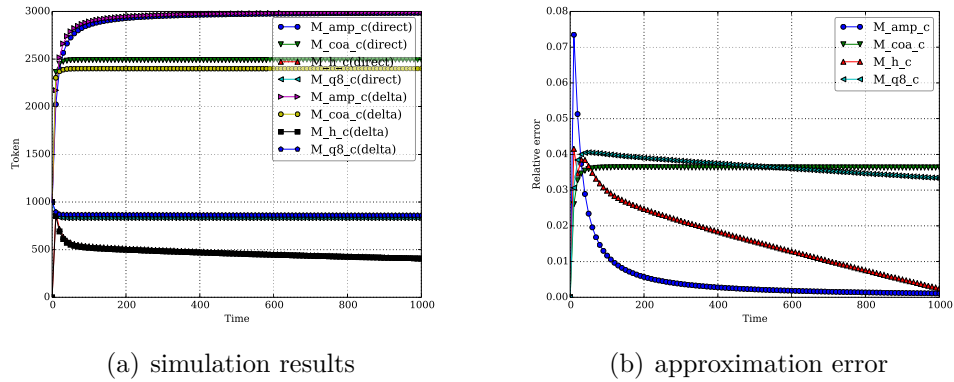 3000
2500
2000
1500
1000
500
0
0
200
400
600
800
1000
Time
Token
M_amp_c(direct)
M_coa_c(direct)
M_h_c(direct)
M_q8_c(direct)
M_amp_c(delta)
M_coa_c(delta)
M_h_c(delta)
M_q8_c(delta)
(a) simulation results
0.08
0.07
0.06
0.05
0.04
0.03
0.02
0.01
0.00
0
200
400
600
800
1000
Time
Relative error
M_amp_c
M_coa_c
M_h_c
M_q8_c
(b) approximation error